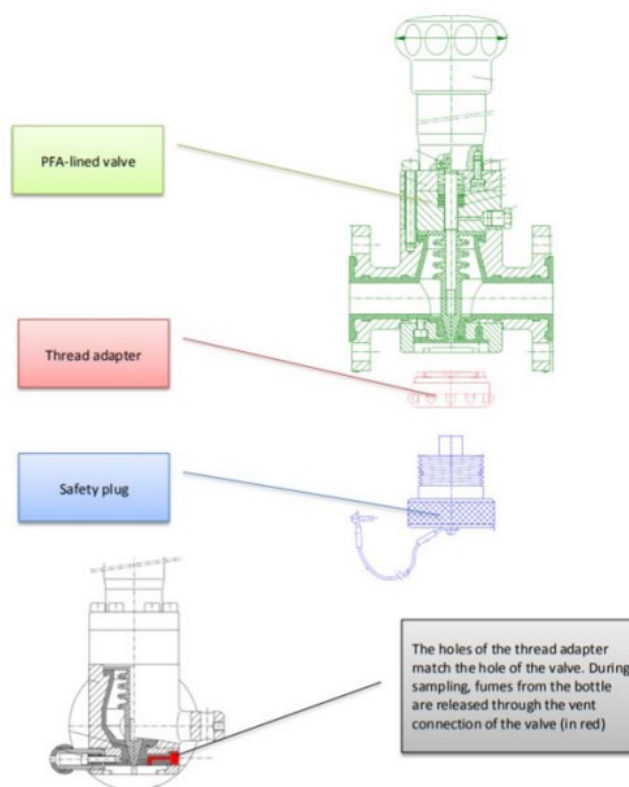 PFA-lined valve
Thread adapter
Safety plug
The holes of the thread adapter
match the hole of the valve. During
sampling, fumes from the bottle
are released through the vent
connection of the valve (in red)